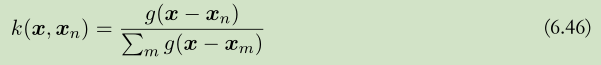 k(x, xₙ) = g(x − xₙ) / ∑ₘ g(x − xₘ) (6.46)